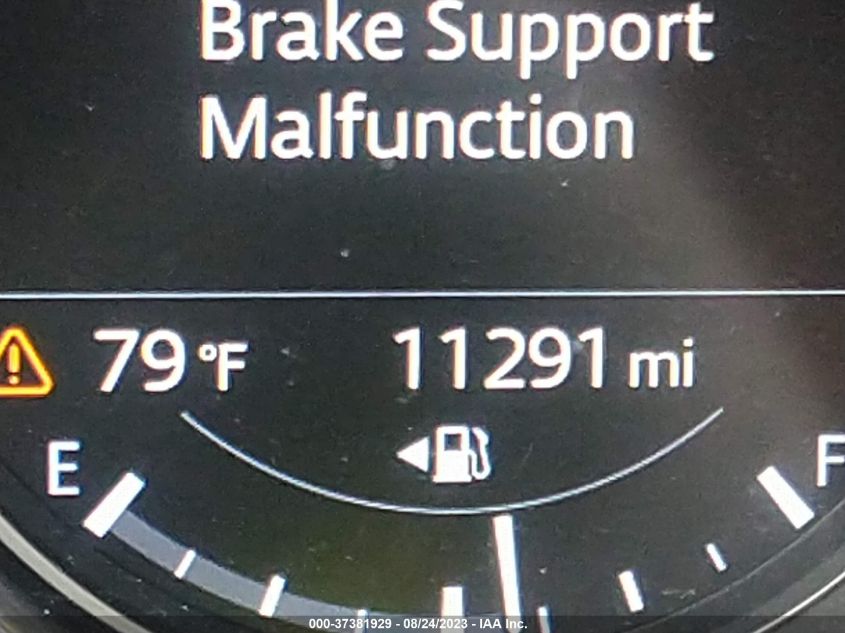 Brake Support
Malfunction
79 °F 11291 mi
E F
000-37381929 - 08/24/2023 - IAA Inc.